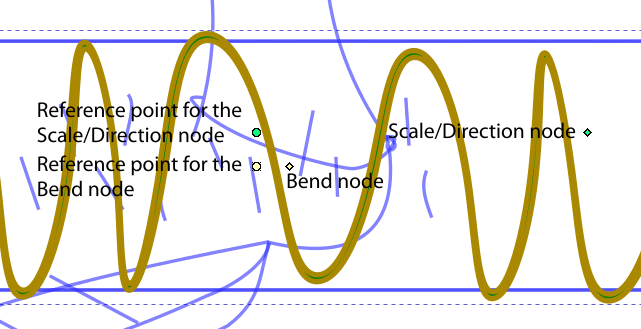 Reference point for the
Scale/Direction node
Scale/Direction node
Reference point for the
Bend node
Bend node